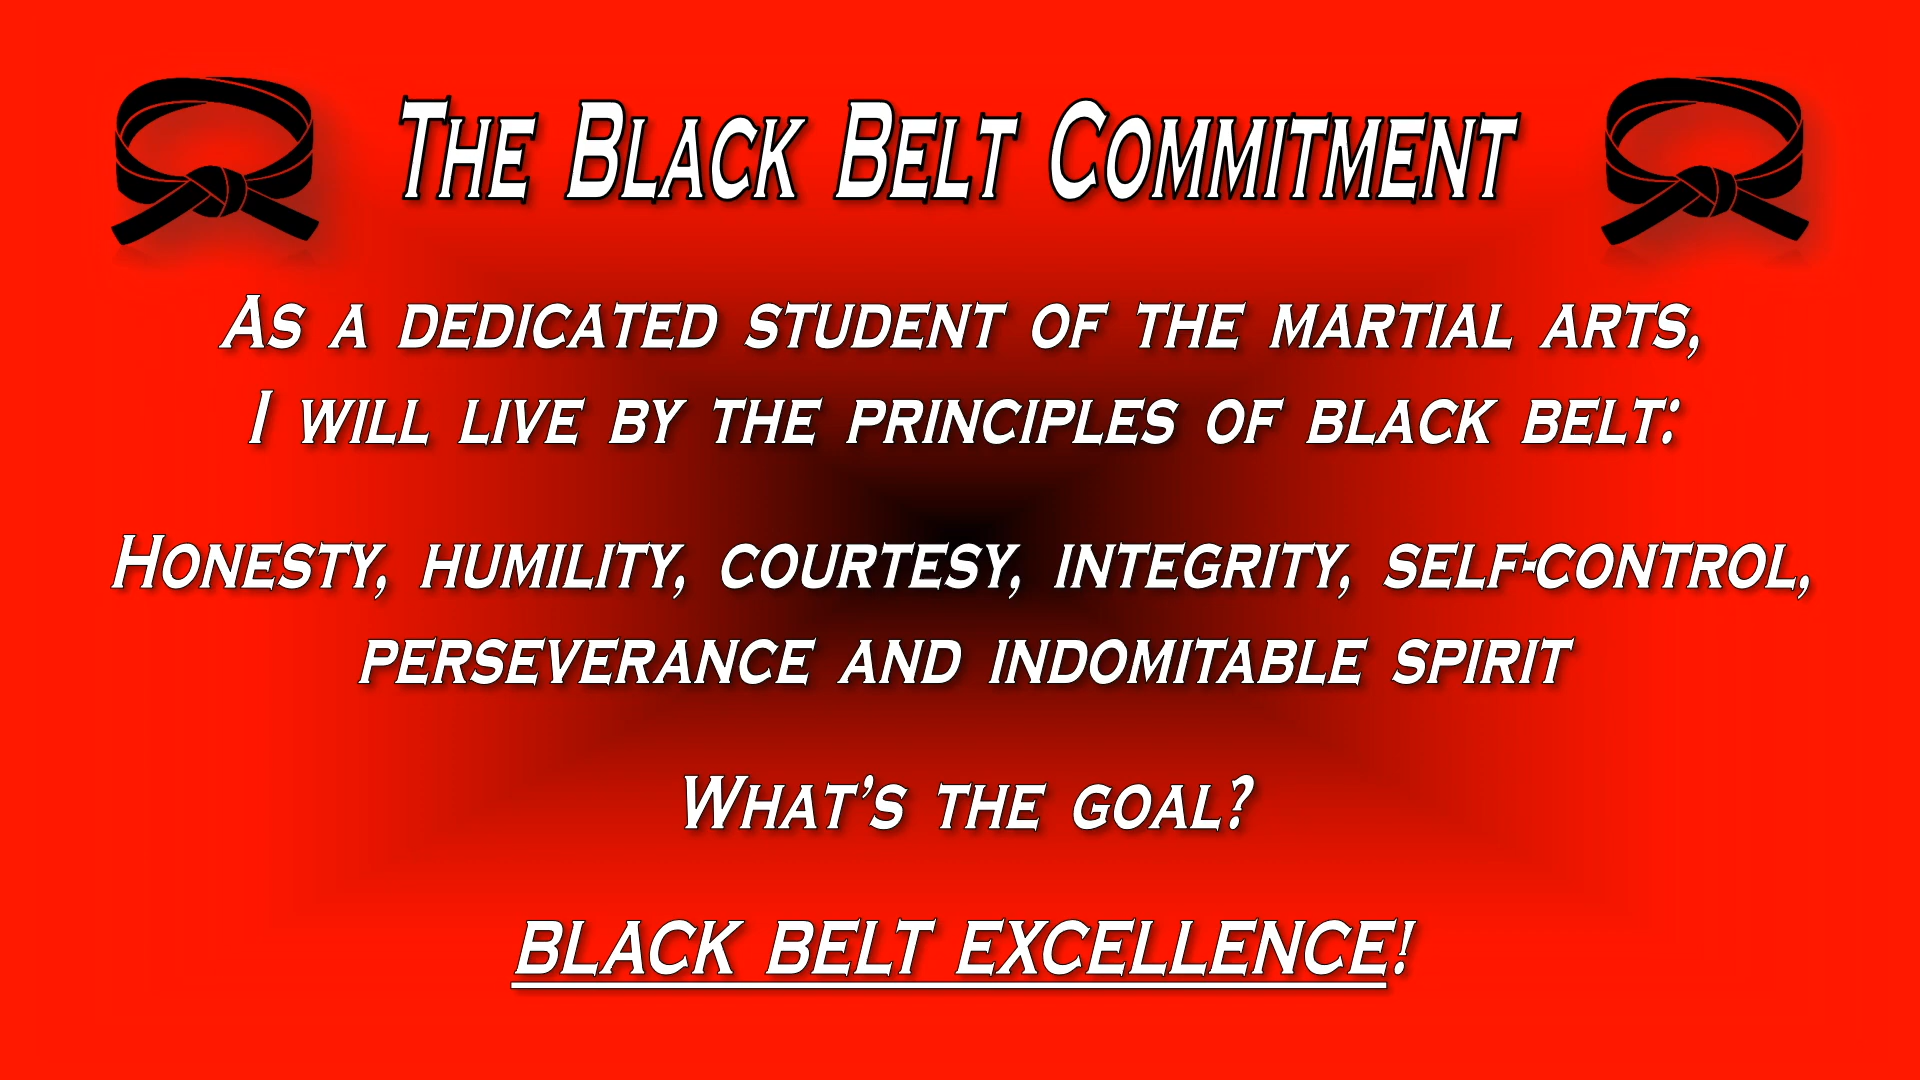 The Black Belt Commitment
As a dedicated student of the martial arts,
I will live by the principles of black belt:
Honesty, humility, courtesy, integrity, self-control,
perseverance and indomitable spirit
What's the goal?
BLACK BELT EXCELLENCE!